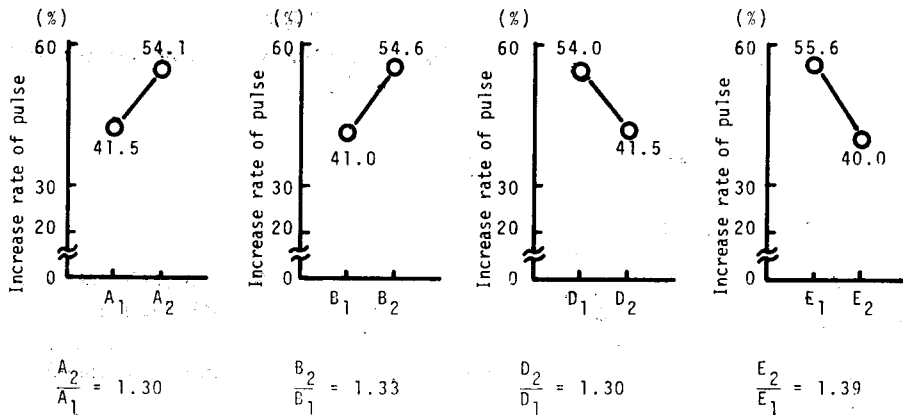 (%)
60
54.1
41.5
30
20
0
Increase rate of pulse
A1 A2
A2/A1 = 1.30
(%)
60
54.6
41.0
30
20
0
Increase rate of pulse
B1 B2
B2/B1 = 1.33
(%)
60
54.0
41.5
30
20
0
Increase rate of pulse
D1 D2
D2/D1 = 1.30
(%)
60
55.6
40.0
30
20
0
Increase rate of pulse
E1 E2
E2/E1 = 1.39